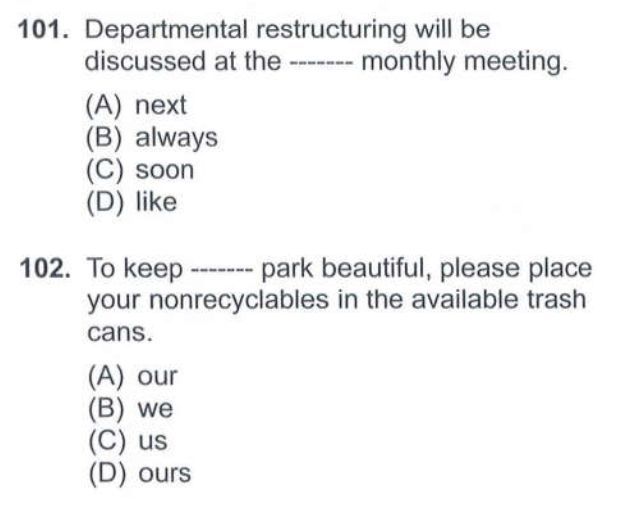 101. Departmental restructuring will be
discussed at the ------- monthly meeting.
(A) next
(B) always
(C) soon
(D) like
102. To keep ------- park beautiful, please place
your nonrecyclables in the available trash
cans.
(A) our
(B) we
(C) us
(D) ours